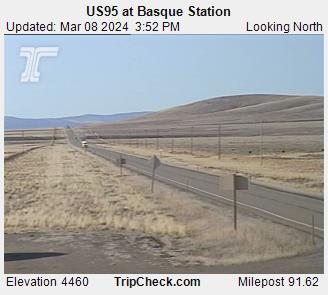 US95 at Basque Station
Updated: Mar 08 2024 3:52 PM Looking North
Elevation 4460 TripCheck.com Milepost 91.62